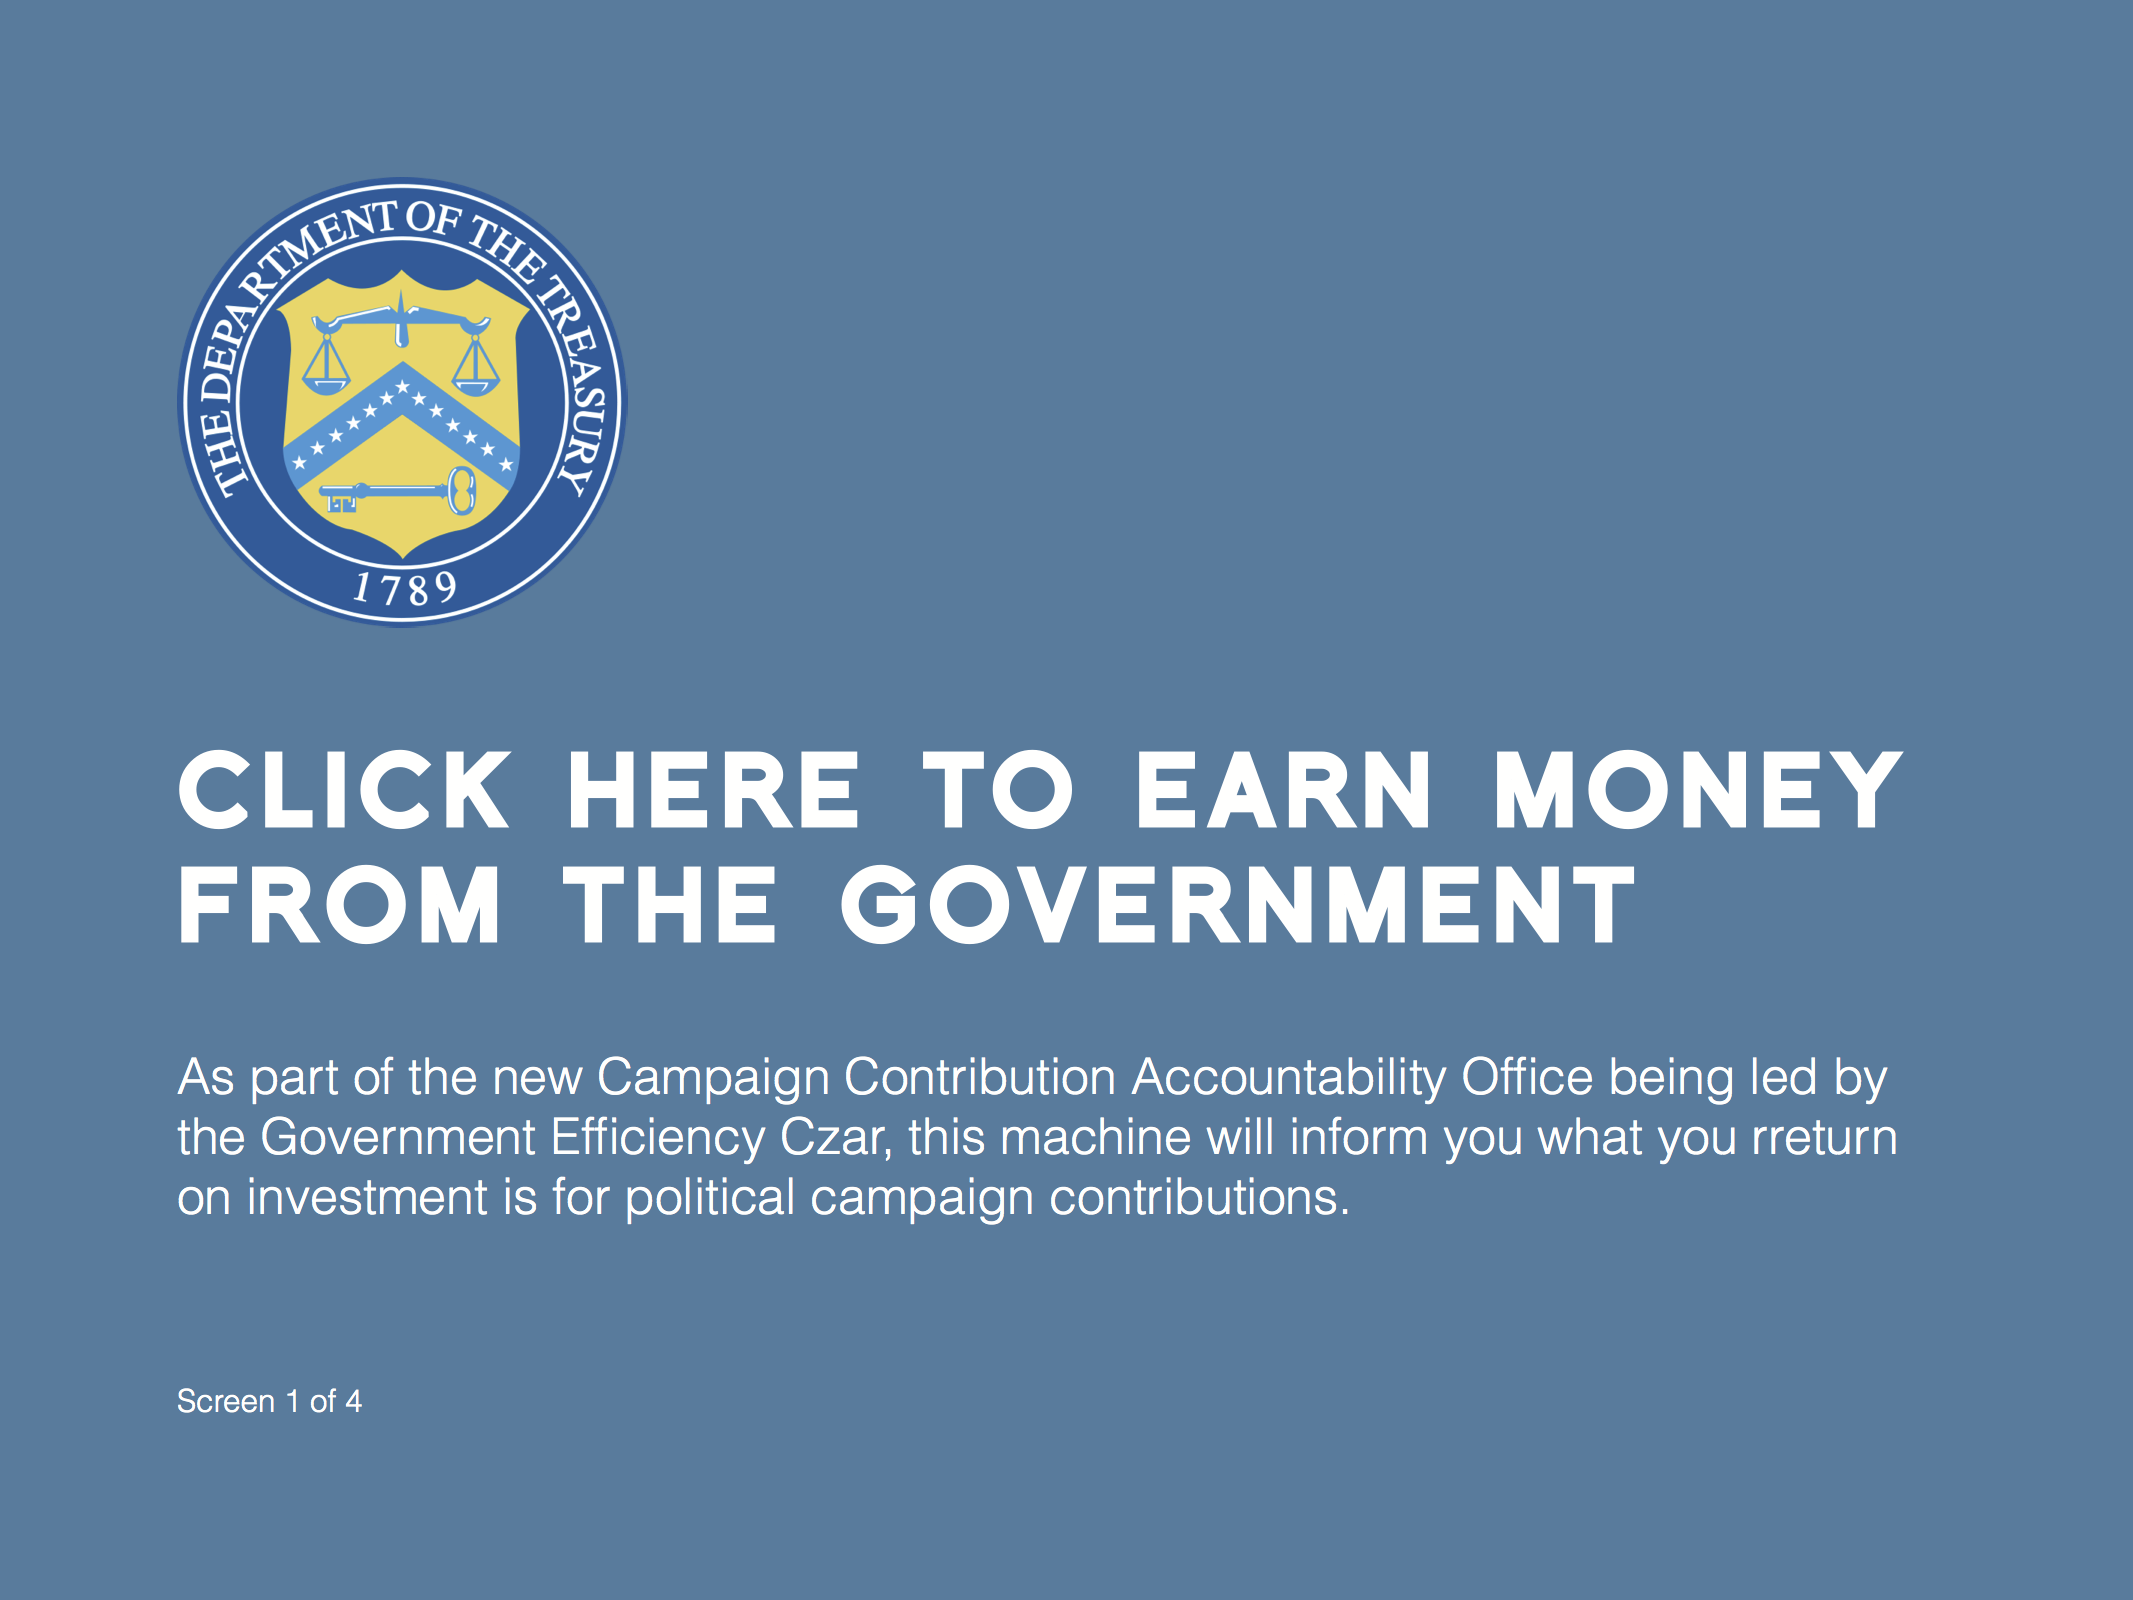 THE DEPARTMENT OF THE TREASURY
1789
CLICK HERE TO EARN MONEY
FROM THE GOVERNMENT
As part of the new Campaign Contribution Accountability Office being led by
the Government Efficiency Czar, this machine will inform you what you rreturn
on investment is for political campaign contributions.
Screen 1 of 4